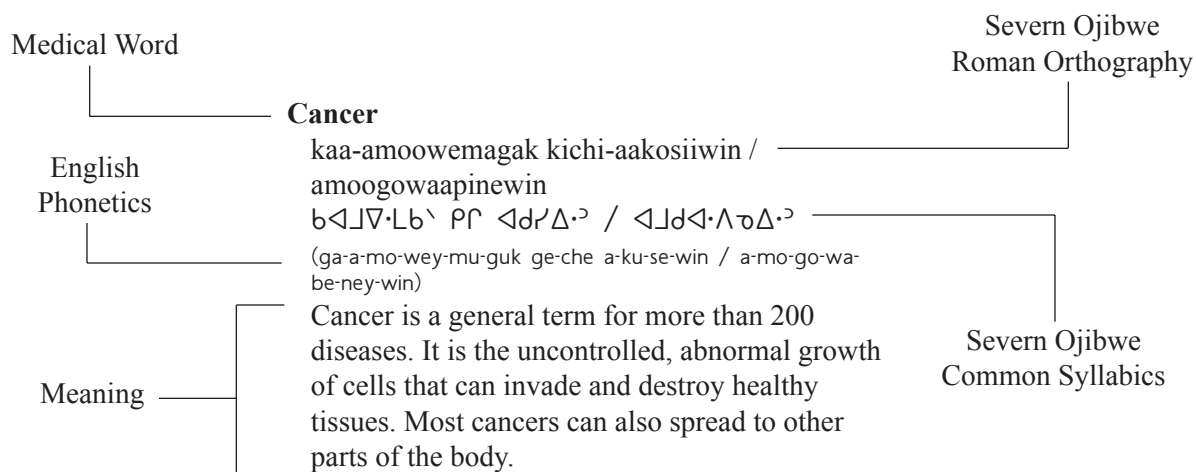 Medical Word
Severn Ojibwe
Roman Orthography
Cancer
kaa-amoowemagak kichi-aakosiiwin /
amoogowaapinewin
English
Phonetics
ᑲᐊᒧᐁᐧᒪᑲᐠ ᑭᒋ ᐊᑯᓯᐃᐧᐣ / ᐊᒧᑯᐊᐧᐱᓀᐃᐧᐣ
(ga-a-mo-wey-mu-guk ge-che a-ku-se-win / a-mo-go-wa-
be-ney-win)
Cancer is a general term for more than 200
diseases. It is the uncontrolled, abnormal growth
of cells that can invade and destroy healthy
tissues. Most cancers can also spread to other
parts of the body.
Meaning
Severn Ojibwe
Common Syllabics